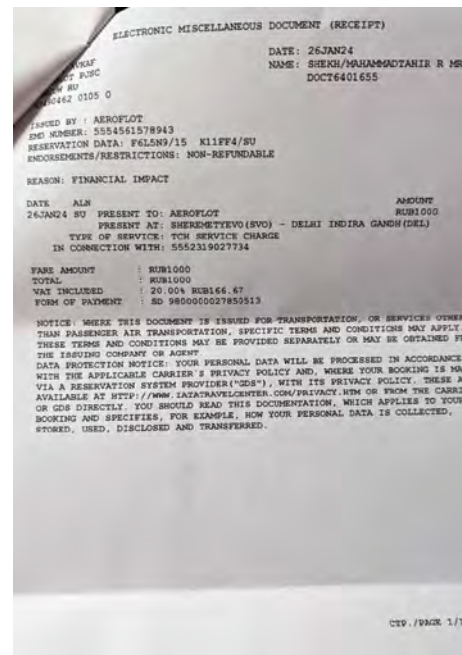 ELECTRONIC MISCELLANEOUS DOCUMENT (RECEIPT)
DATE: 26JAN24
NAME: SHEKH/MAHAMMADTAHIR R MR
DOCT6401655
PJSC
RU
0462 0105 0
ISSUED BY : AEROFLOT
EMD NUMBER: 5554561578943
RESERVATION DATA: F6L5N9/15 K11FF4/SU
ENDORSEMENTS/RESTRICTIONS: NON-REFUNDABLE
REASON: FINANCIAL IMPACT
DATE ALN AMOUNT
26JAN24 SU PRESENT TO: AEROFLOT RUB1000
PRESENT AT: SHEREMETYEVO(SVO) - DELHI INDIRA GANDH(DEL)
TYPE OF SERVICE: TCH SERVICE CHARGE
IN CONNECTION WITH: 5552319027734
FARE AMOUNT : RUB1000
TOTAL : RUB1000
VAT INCLUDED : 20.00% RUB166.67
FORM OF PAYMENT : SD 9800000027850513
NOTICE: WHERE THIS DOCUMENT IS ISSUED FOR TRANSPORTATION, OR SERVICES OTHE
THAN PASSENGER AIR TRANSPORTATION, SPECIFIC TERMS AND CONDITIONS MAY APPLY.
THESE TERMS AND CONDITIONS MAY BE PROVIDED SEPARATELY OR MAY BE OBTAINED F
THE ISSUING COMPANY OR AGENT.
DATA PROTECTION NOTICE: YOUR PERSONAL DATA WILL BE PROCESSED IN ACCORDANCE
WITH THE APPLICABLE CARRIER'S PRIVACY POLICY AND, WHERE YOUR BOOKING IS MA
VIA A RESERVATION SYSTEM PROVIDER("GDS"), WITH ITS PRIVACY POLICY. THESE A
AVAILABLE AT HTTP://WWW.IATATRAVELCENTER.COM/PRIVACY.HTM OR FROM THE CARRI
OR GDS DIRECTLY. YOU SHOULD READ THIS DOCUMENTATION, WHICH APPLIES TO YOUR
BOOKING AND SPECIFIES, FOR EXAMPLE, HOW YOUR PERSONAL DATA IS COLLECTED,
STORED, USED, DISCLOSED AND TRANSFERRED.
CTP./PAGE 1/1